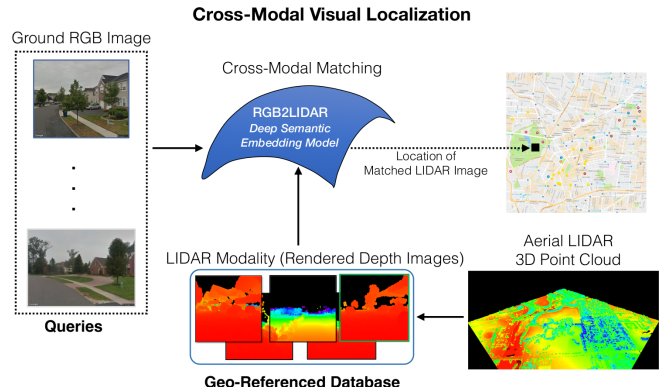 Cross-Modal Visual Localization
Ground RGB Image
Cross-Modal Matching
RGB2LIDAR
Deep Semantic
Embedding Model
Location of
Matched LIDAR Image
LIDAR Modality (Rendered Depth Images)
Aerial LIDAR
3D Point Cloud
Queries
Geo-Referenced Database